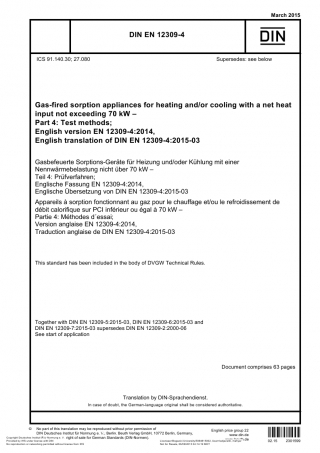 March 2015
DIN EN 12309-4
DIN
ICS 91.140.30; 27.080
Supersedes: see below
Gas-fired sorption appliances for heating and/or cooling with a net heat
input not exceeding 70 kW –
Part 4: Test methods;
English version EN 12309-4:2014,
English translation of DIN EN 12309-4:2015-03
Gasbefeuerte Sorptions-Geräte für Heizung und/oder Kühlung mit einer
Nennwärmebelastung nicht über 70 kW –
Teil 4: Prüfverfahren;
Englische Fassung EN 12309-4:2014,
Englische Übersetzung von DIN EN 12309-4:2015-03
Appareils à sorption fonctionnant au gaz pour le chauffage et/ou le refroidissement de
débit calorifique sur PCI inférieur ou égal à 70 kW –
Partie 4: Méthodes d´essai;
Version anglaise EN 12309-4:2014,
Traduction anglaise de DIN EN 12309-4:2015-03
This standard has been included in the body of DVGW Technical Rules.
Together with DIN EN 12309-5:2015-03, DIN EN 12309-6:2015-03 and
DIN EN 12309-7:2015-03 supersedes DIN EN 12309-2:2000-06
See start of application
Document comprises 63 pages
Translation by DIN-Sprachendienst.
In case of doubt, the German-language original shall be considered authoritative.
No part of this translation may be reproduced without prior permission of
DIN Deutsches Institut für Normung e. V., Berlin. Beuth Verlag GmbH, 10772 Berlin, Germany,
right of sale for German Standards (DIN-Normen).
English price group 22
www.din.de